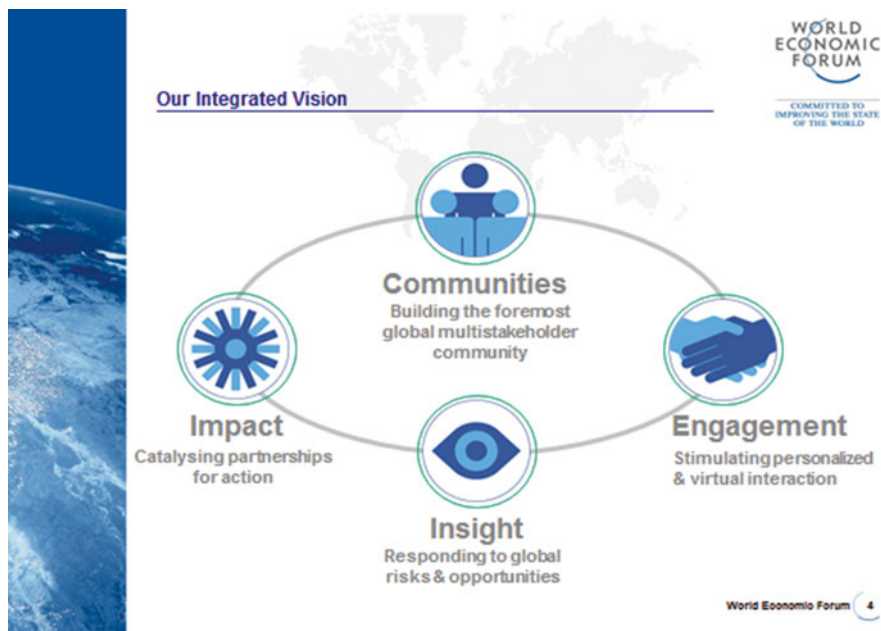 WORLD
ECONOMIC
FORUM
COMMITTED TO
IMPROVING THE STATE
OF THE WORLD
Our Integrated Vision
Communities
Building the foremost
global multistakeholder
community
Impact
Catalysing partnerships
for action
Engagement
Stimulating personalized
& virtual interaction
Insight
Responding to global
risks & opportunities
World Economic Forum 4